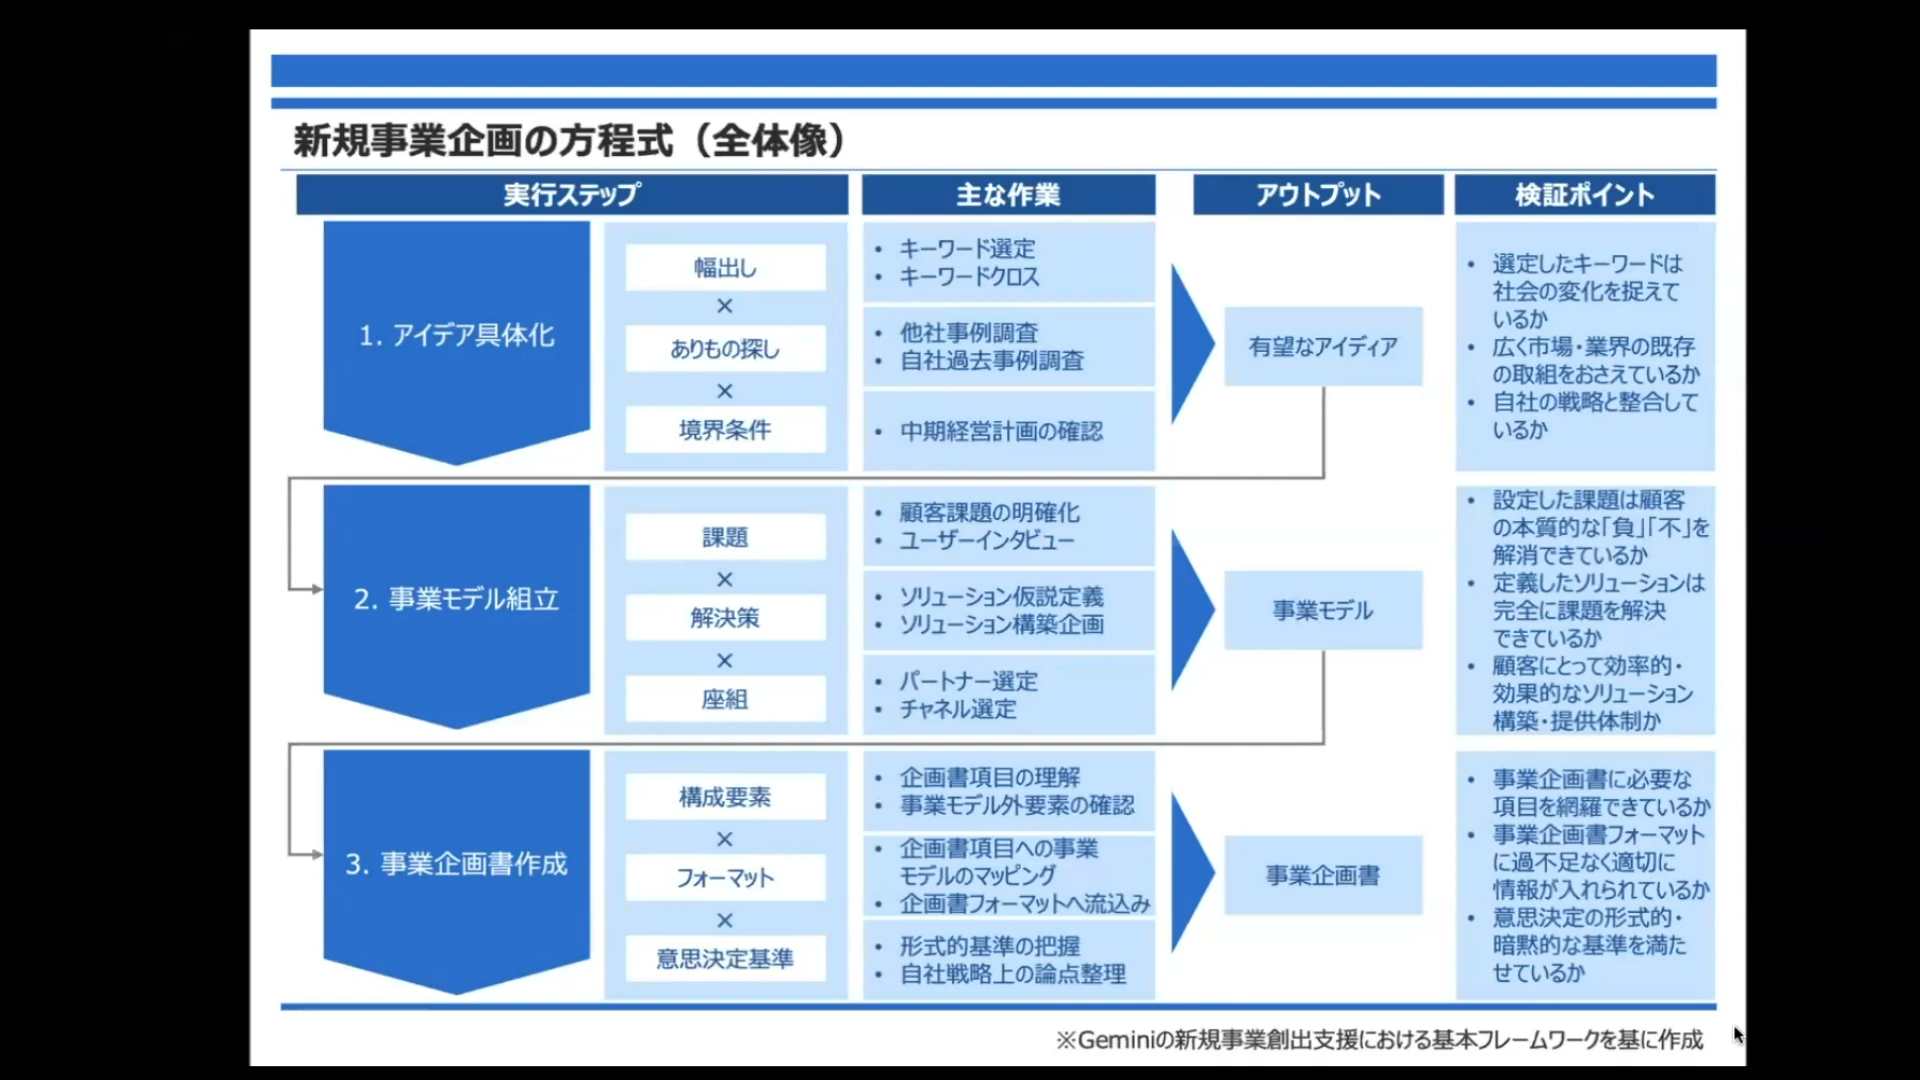 新規事業企画の方程式（全体像）
実行ステップ
主な作業
アウトプット
検証ポイント
1. アイデア具体化
幅出し
×
ありもの探し
×
境界条件
• キーワード選定
• キーワードクロス
• 他社事例調査
• 自社過去事例調査
• 中期経営計画の確認
有望なアイディア
• 選定したキーワードは
社会の変化を捉えて
いるか
• 広く市場・業界の既存
の取組をおさえているか
• 自社の戦略と整合して
いるか
2. 事業モデル組立
課題
×
解決策
×
座組
• 顧客課題の明確化
• ユーザーインタビュー
• ソリューション仮説定義
• ソリューション構築企画
• パートナー選定
• チャネル選定
事業モデル
• 設定した課題は顧客
の本質的な「負」「不」を
解消できているか
• 定義したソリューションは
完全に課題を解決
できているか
• 顧客にとって効率的・
効果的なソリューション
構築・提供体制か
3. 事業企画書作成
構成要素
×
フォーマット
×
意思決定基準
• 企画書項目の理解
• 事業モデル外要素の確認
• 企画書項目への事業
モデルのマッピング
• 企画書フォーマットへ流込み
• 形式的基準の把握
• 自社戦略上の論点整理
事業企画書
• 事業企画書に必要な
項目を網羅できているか
• 事業企画書フォーマット
に過不足なく適切に
情報が入れられているか
• 意思決定の形式的・
暗黙的な基準を満た
せているか
※Geminiの新規事業創出支援における基本フレームワークを基に作成